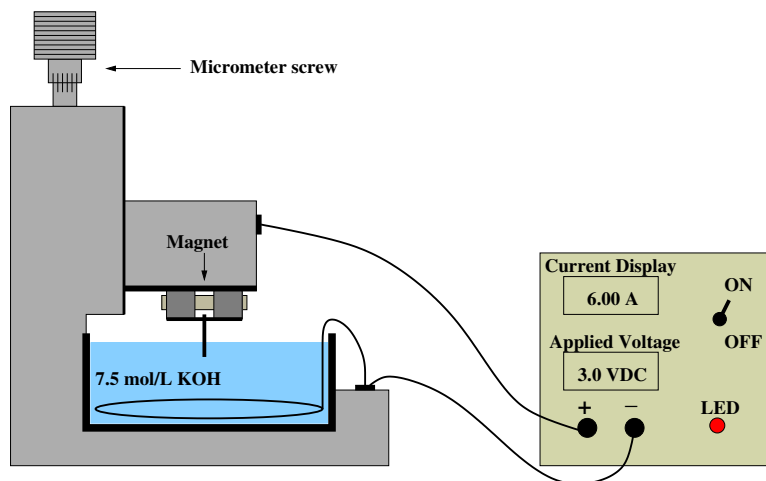 Micrometer screw
Magnet
7.5 mol/L KOH
Current Display
6.00 A
ON
OFF
Applied Voltage
3.0 VDC
+ −
LED